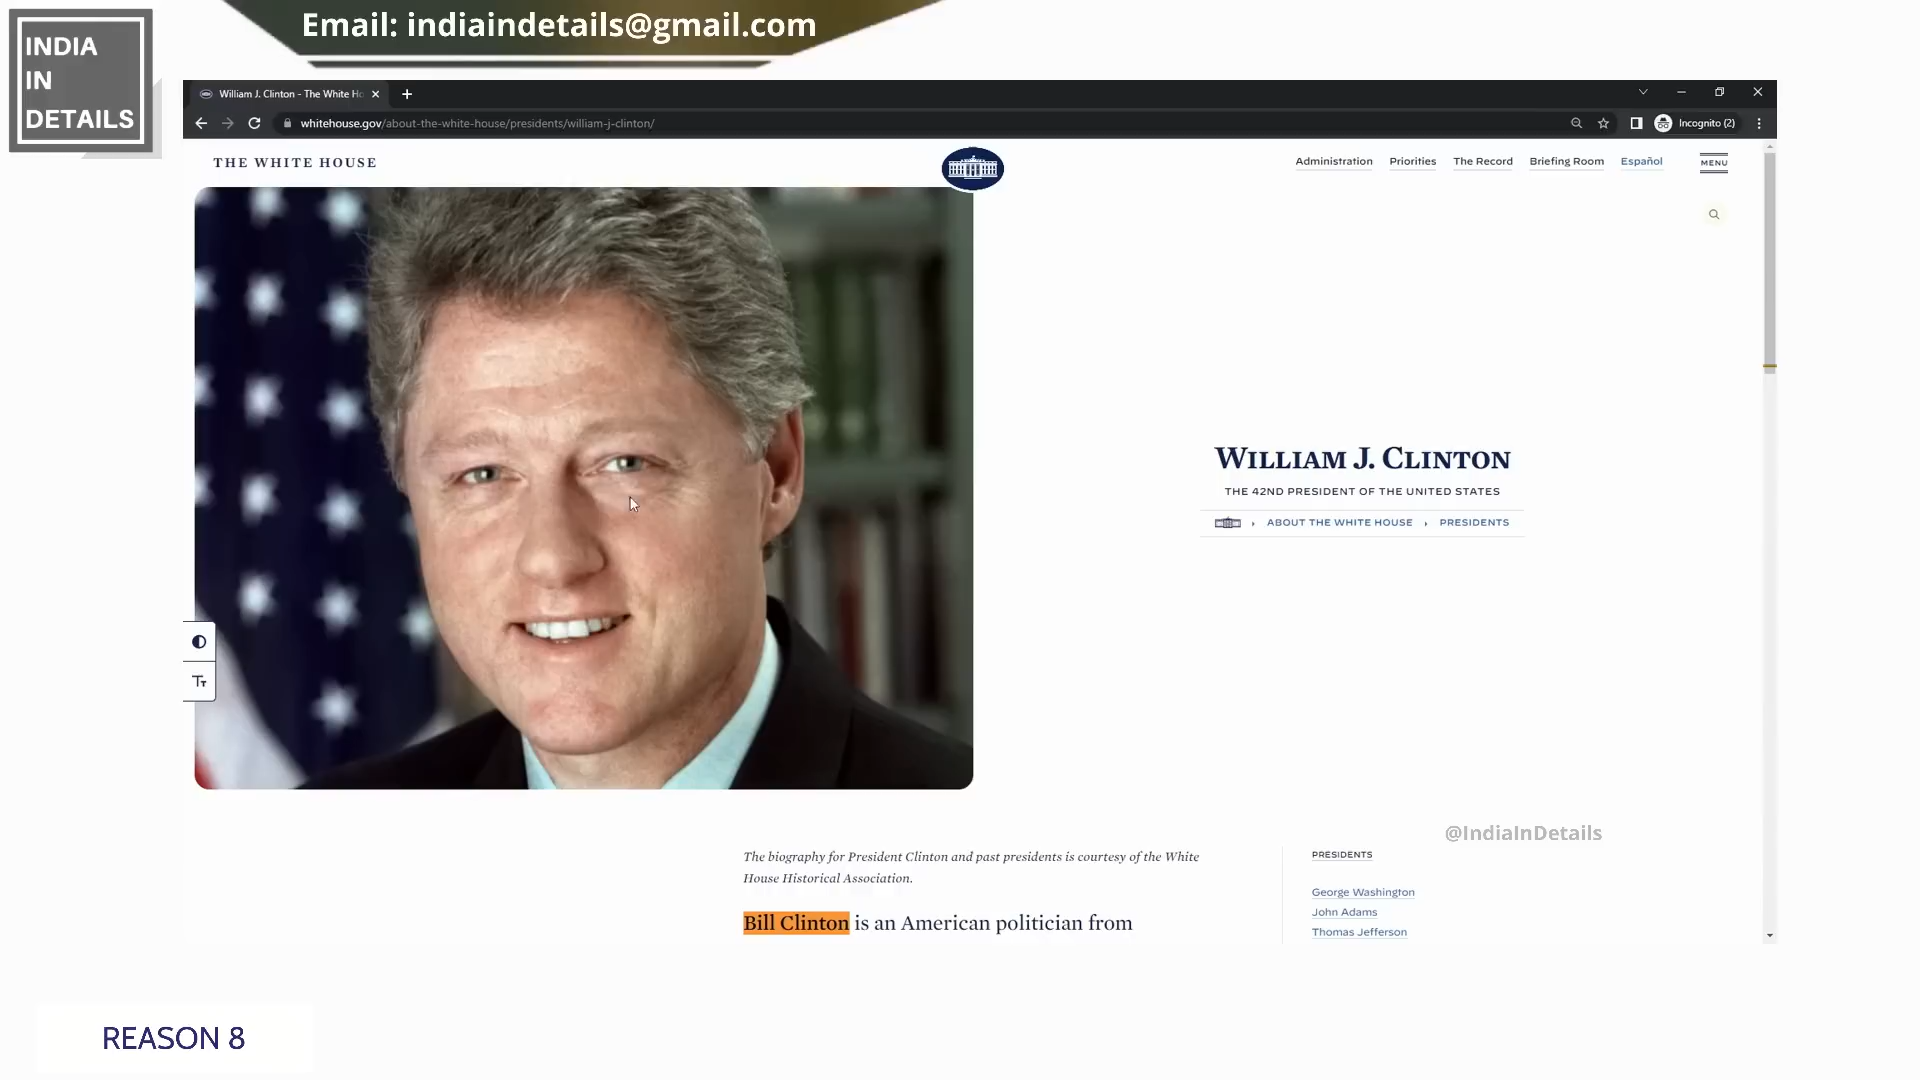 INDIA
IN
DETAILS
Email: indiaindetails@gmail.com
William J. Clinton - The White Ho
whitehouse.gov/about-the-white-house/presidents/william-j-clinton/
Incognito (2)
THE WHITE HOUSE
Administration
Priorities
The Record
Briefing Room
Español
MENU
WILLIAM J. CLINTON
THE 42ND PRESIDENT OF THE UNITED STATES
ABOUT THE WHITE HOUSE › PRESIDENTS
Tт
@IndiaInDetails
The biography for President Clinton and past presidents is courtesy of the White
House Historical Association.
Bill Clinton is an American politician from
PRESIDENTS
George Washington
John Adams
Thomas Jefferson
REASON 8